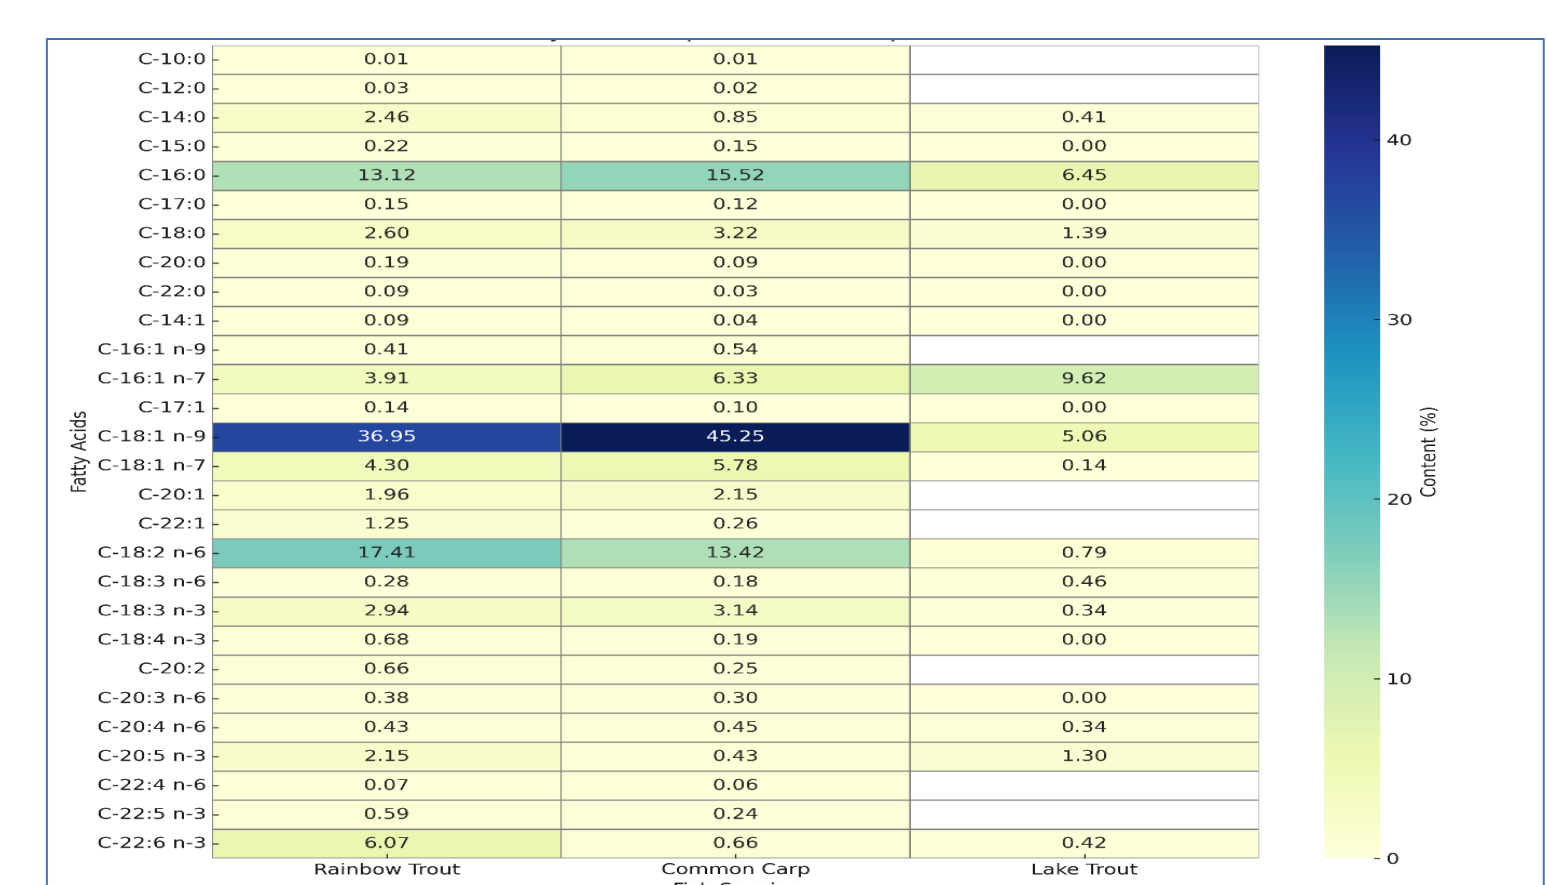 C-10:0 0.01 0.01
C-12:0 0.03 0.02
C-14:0 2.46 0.85 0.41
C-15:0 0.22 0.15 0.00
C-16:0 13.12 15.52 6.45
C-17:0 0.15 0.12 0.00
C-18:0 2.60 3.22 1.39
C-20:0 0.19 0.09 0.00
C-22:0 0.09 0.03 0.00
C-14:1 0.09 0.04 0.00
C-16:1 n-9 0.41 0.54
C-16:1 n-7 3.91 6.33 9.62
C-17:1 0.14 0.10 0.00
C-18:1 n-9 36.95 45.25 5.06
C-18:1 n-7 4.30 5.78 0.14
C-20:1 1.96 2.15
C-22:1 1.25 0.26
C-18:2 n-6 17.41 13.42 0.79
C-18:3 n-6 0.28 0.18 0.46
C-18:3 n-3 2.94 3.14 0.34
C-18:4 n-3 0.68 0.19 0.00
C-20:2 0.66 0.25
C-20:3 n-6 0.38 0.30 0.00
C-20:4 n-6 0.43 0.45 0.34
C-20:5 n-3 2.15 0.43 1.30
C-22:4 n-6 0.07 0.06
C-22:5 n-3 0.59 0.24
C-22:6 n-3 6.07 0.66 0.42
Rainbow Trout Common Carp Lake Trout
Fatty Acids
40
30
20
10
0
Content (%)